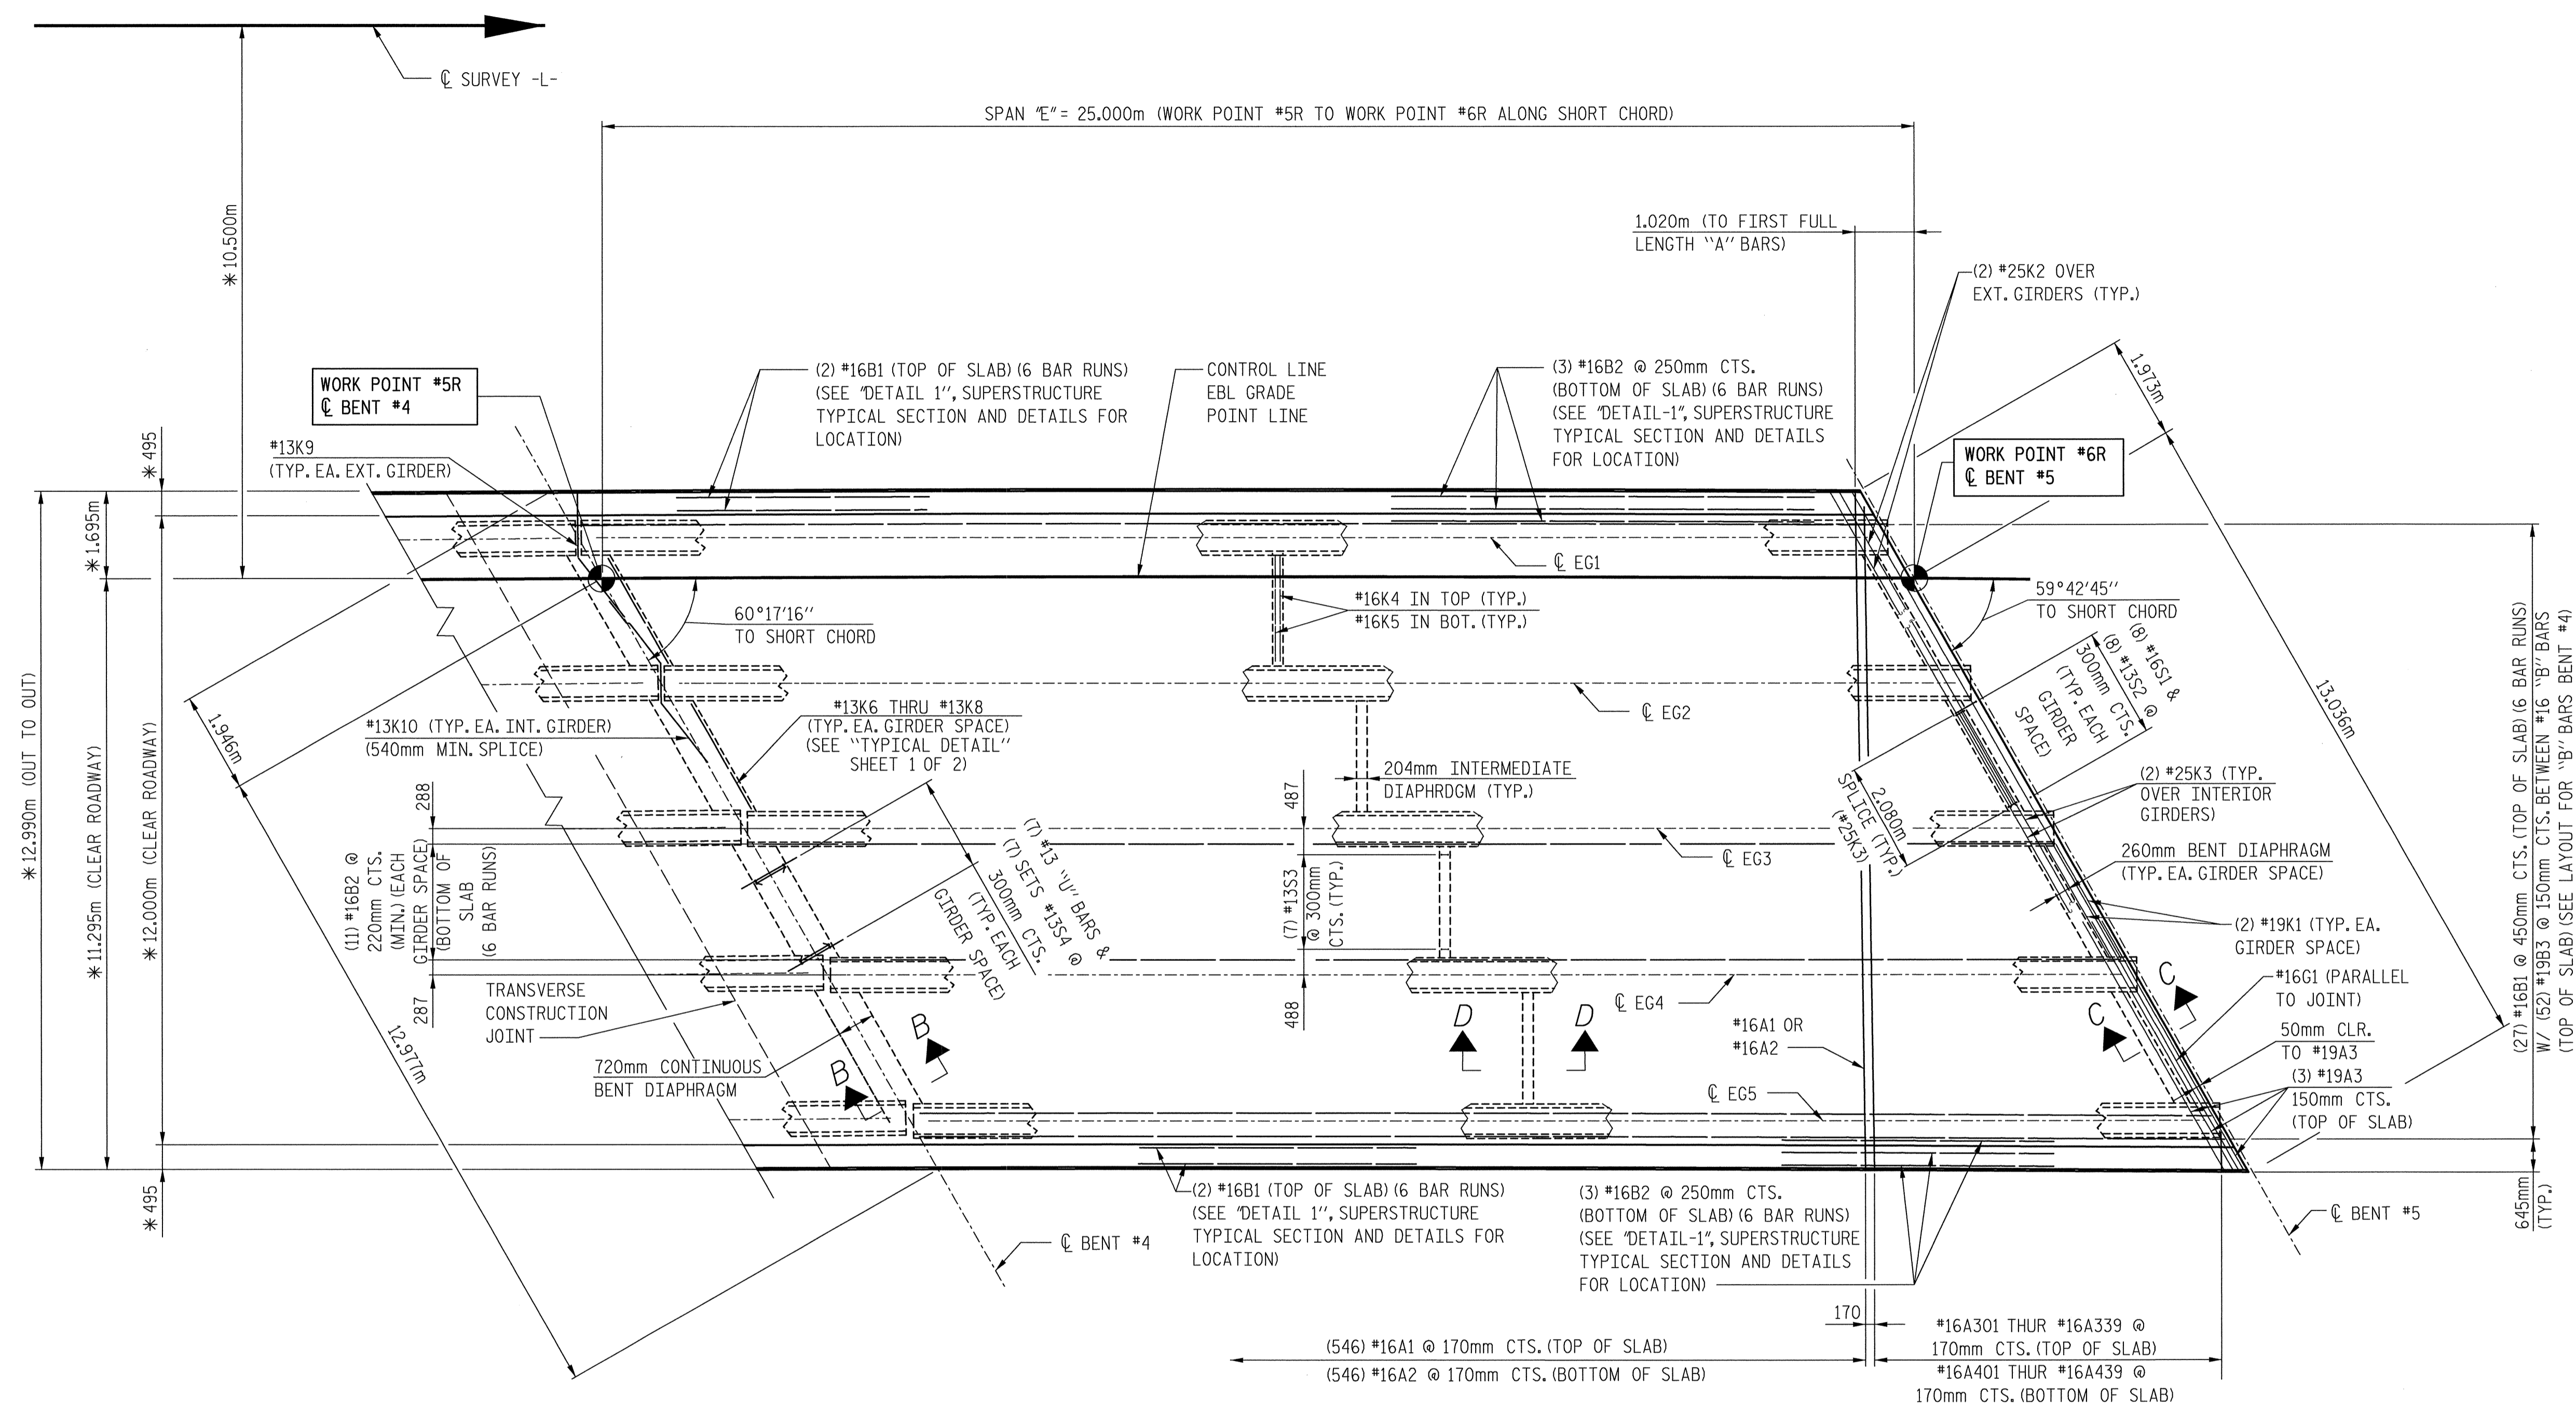 ℄ SURVEY -L-
SPAN "E" = 25.000m (WORK POINT #5R TO WORK POINT #6R ALONG SHORT CHORD)
*10.500m
1.020m (TO FIRST FULL
LENGTH "A" BARS)
(2) #25K2 OVER
EXT. GIRDERS (TYP.)
WORK POINT #5R
℄ BENT #4
(2) #16B1 (TOP OF SLAB) (6 BAR RUNS)
(SEE "DETAIL 1", SUPERSTRUCTURE
TYPICAL SECTION AND DETAILS FOR
LOCATION)
CONTROL LINE
EBL GRADE
POINT LINE
(3) #16B2 @ 250mm CTS.
(BOTTOM OF SLAB) (6 BAR RUNS)
(SEE "DETAIL-1", SUPERSTRUCTURE
TYPICAL SECTION AND DETAILS
FOR LOCATION)
1.973m
WORK POINT #6R
℄ BENT #5
#13K9
(TYP. EA. EXT. GIRDER)
*495
*1.695m
℄ EG1
60°17'16"
TO SHORT CHORD
#16K4 IN TOP (TYP.)
#16K5 IN BOT. (TYP.)
59°42'45"
TO SHORT CHORD
(8) #16S1 &
(8) #13S2 @
300mm CTS.
(TYP. EACH
GIRDER
SPACE)
13.036m
*12.990m (OUT TO OUT)
*11.295m (CLEAR ROADWAY)
*12.000m (CLEAR ROADWAY)
1.946m
#13K10 (TYP. EA. INT. GIRDER)
(540mm MIN. SPLICE)
#13K6 THRU #13K8
(TYP. EA. GIRDER SPACE)
(SEE "TYPICAL DETAIL"
SHEET 1 OF 2)
℄ EG2
204mm INTERMEDIATE
DIAPHRDGM (TYP.)
2.080m
SPLICE (TYP.)
(#25K3)
(2) #25K3 (TYP.
OVER INTERIOR
GIRDERS)
288
(11) #16B2 @
220mm CTS.
(MIN.) (EACH
GIRDER SPACE)
(BOTTOM OF
SLAB
(6 BAR RUNS)
287
(7) #13 "U" BARS &
(7) SETS #13S4 @
300mm CTS.
(TYP. EACH
GIRDER SPACE)
487
(7) #13S3
@ 300mm
CTS. (TYP.)
488
℄ EG3
260mm BENT DIAPHRAGM
(TYP. EA. GIRDER SPACE)
(2) #19K1 (TYP. EA.
GIRDER SPACE)
(27) #16B1 @ 450mm CTS. (TOP OF SLAB) (6 BAR RUNS)
W/ (52) #19B3 @ 150mm CTS. BETWEEN #16 "B" BARS
(TOP OF SLAB) (SEE LAYOUT FOR "B" BARS BENT #4)
TRANSVERSE
CONSTRUCTION
JOINT
12.977m
720mm CONTINUOUS
BENT DIAPHRAGM
B
B
D
D
℄ EG4
#16A1 OR
#16A2
C
C
#16G1 (PARALLEL
TO JOINT)
50mm CLR.
TO #19A3
(3) #19A3
150mm CTS.
(TOP OF SLAB)
℄ EG5
*495
(2) #16B1 (TOP OF SLAB) (6 BAR RUNS)
(SEE "DETAIL 1", SUPERSTRUCTURE
TYPICAL SECTION AND DETAILS FOR
LOCATION)
(3) #16B2 @ 250mm CTS.
(BOTTOM OF SLAB) (6 BAR RUNS)
(SEE "DETAIL-1", SUPERSTRUCTURE
TYPICAL SECTION AND DETAILS
FOR LOCATION)
645mm
(TYP.)
℄ BENT #4
℄ BENT #5
170
(546) #16A1 @ 170mm CTS. (TOP OF SLAB)
(546) #16A2 @ 170mm CTS. (BOTTOM OF SLAB)
#16A301 THUR #16A339 @
170mm CTS. (TOP OF SLAB)
#16A401 THUR #16A439 @
170mm CTS. (BOTTOM OF SLAB)